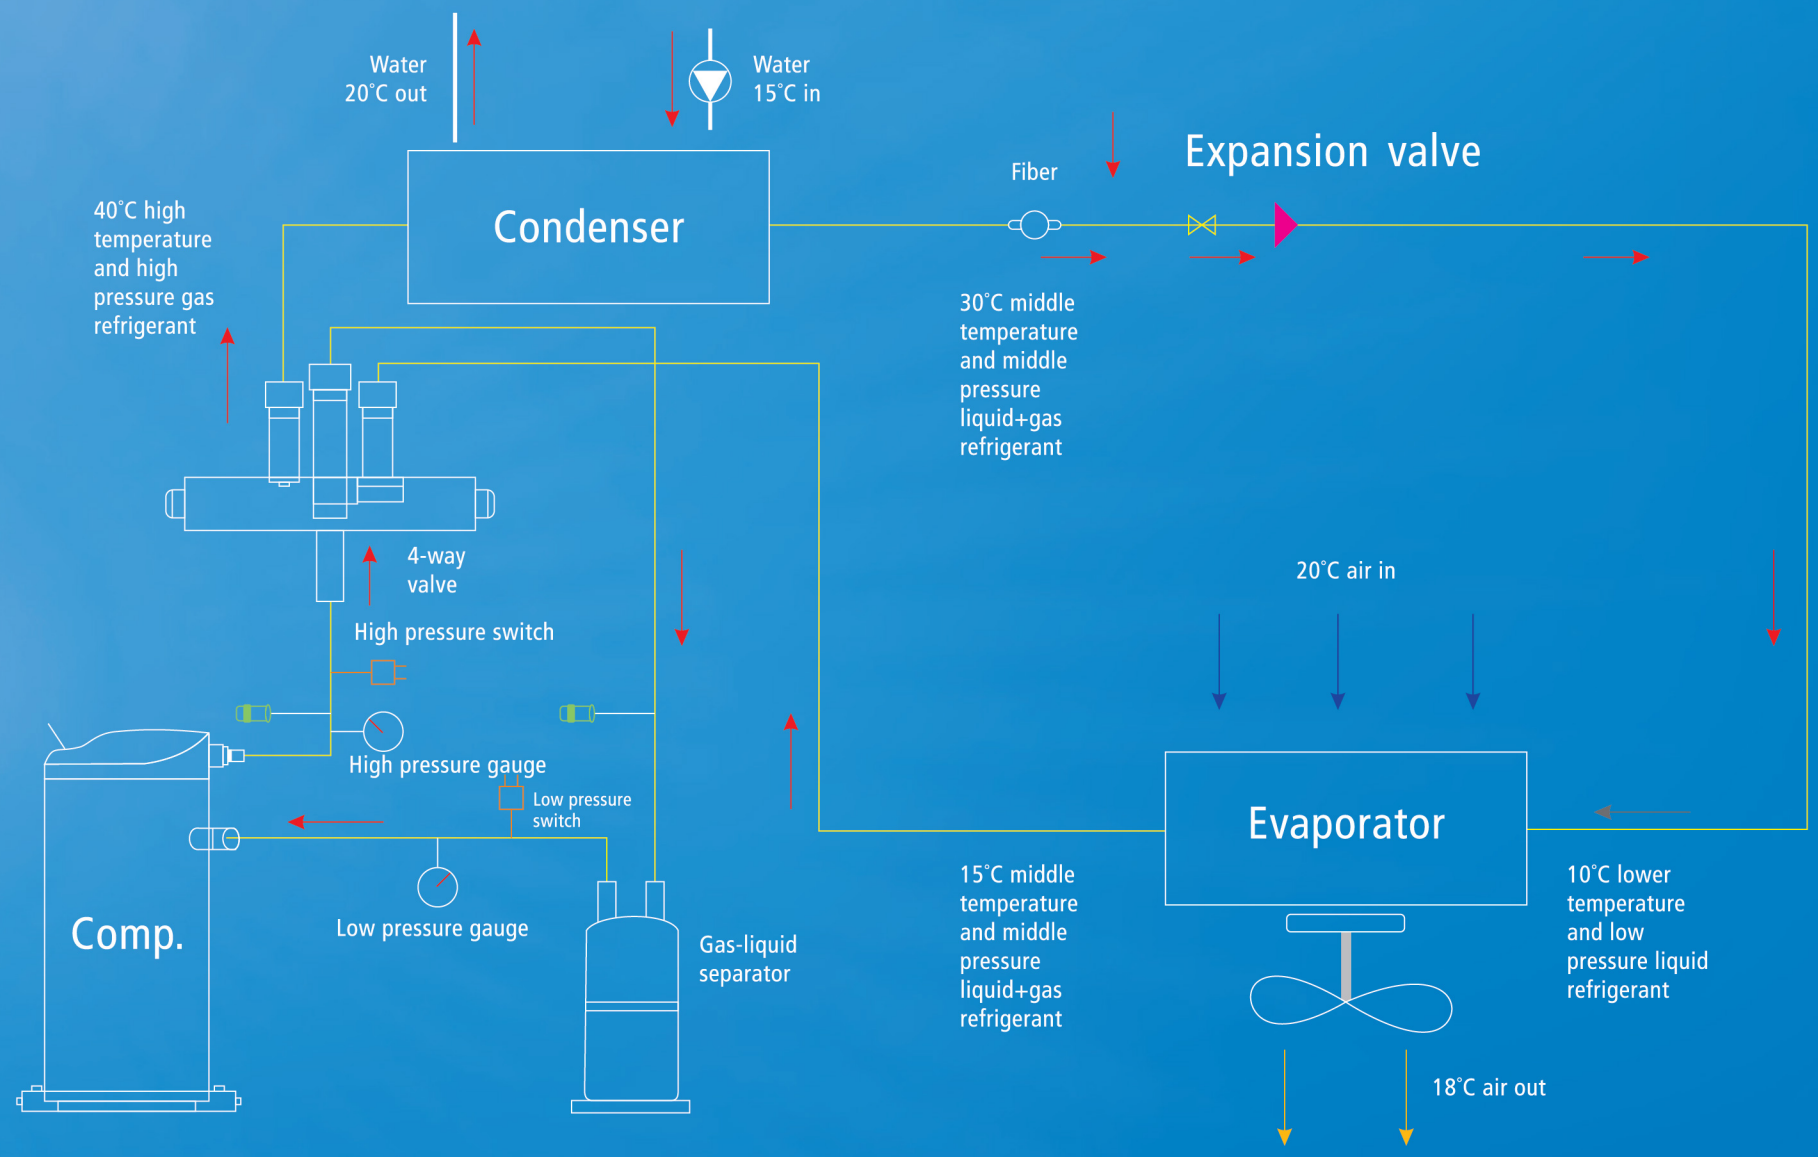 Water
20°C out
Water
15°C in
Expansion valve
Fiber
Condenser
40°C high
temperature
and high
pressure gas
refrigerant
30°C middle
temperature
and middle
pressure
liquid+gas
refrigerant
4-way
valve
20°C air in
High pressure switch
High pressure gauge
Low pressure
switch
Evaporator
15°C middle
temperature
and middle
pressure
liquid+gas
refrigerant
10°C lower
temperature
and low
pressure liquid
refrigerant
Comp.
Low pressure gauge
Gas-liquid
separator
18°C air out